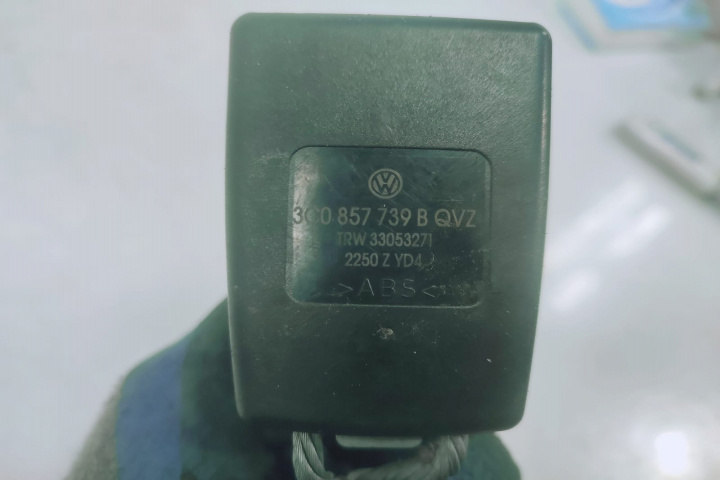 3C0 857 739 B QVZ
TRW 33053271
2250 Z YD4
>ABS<